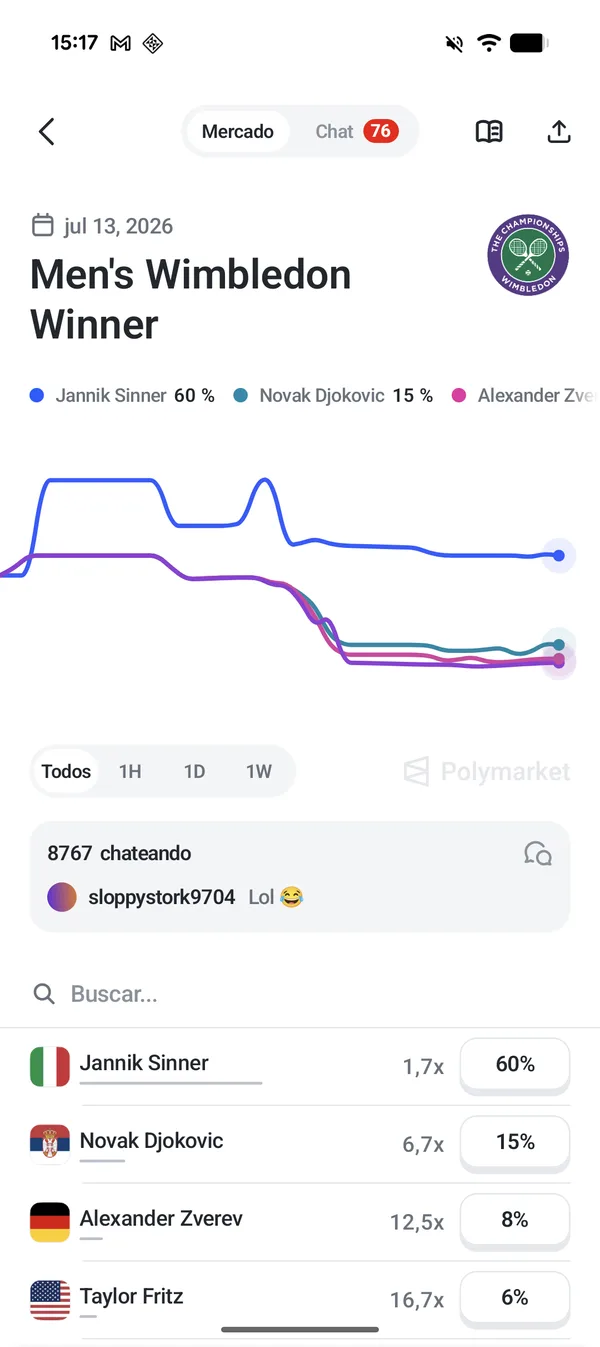 15:17
Mercado
Chat
76
jul 13, 2026
THE CHAMPIONSHIPS
WIMBLEDON
Men's Wimbledon
Winner
Jannik Sinner 60 %
Novak Djokovic 15 %
Alexander Zve
Todos
1H
1D
1W
Polymarket
8767 chateando
sloppystork9704 Lol 😂
Buscar...
Jannik Sinner
1,7x
60%
Novak Djokovic
6,7x
15%
Alexander Zverev
12,5x
8%
Taylor Fritz
16,7x
6%